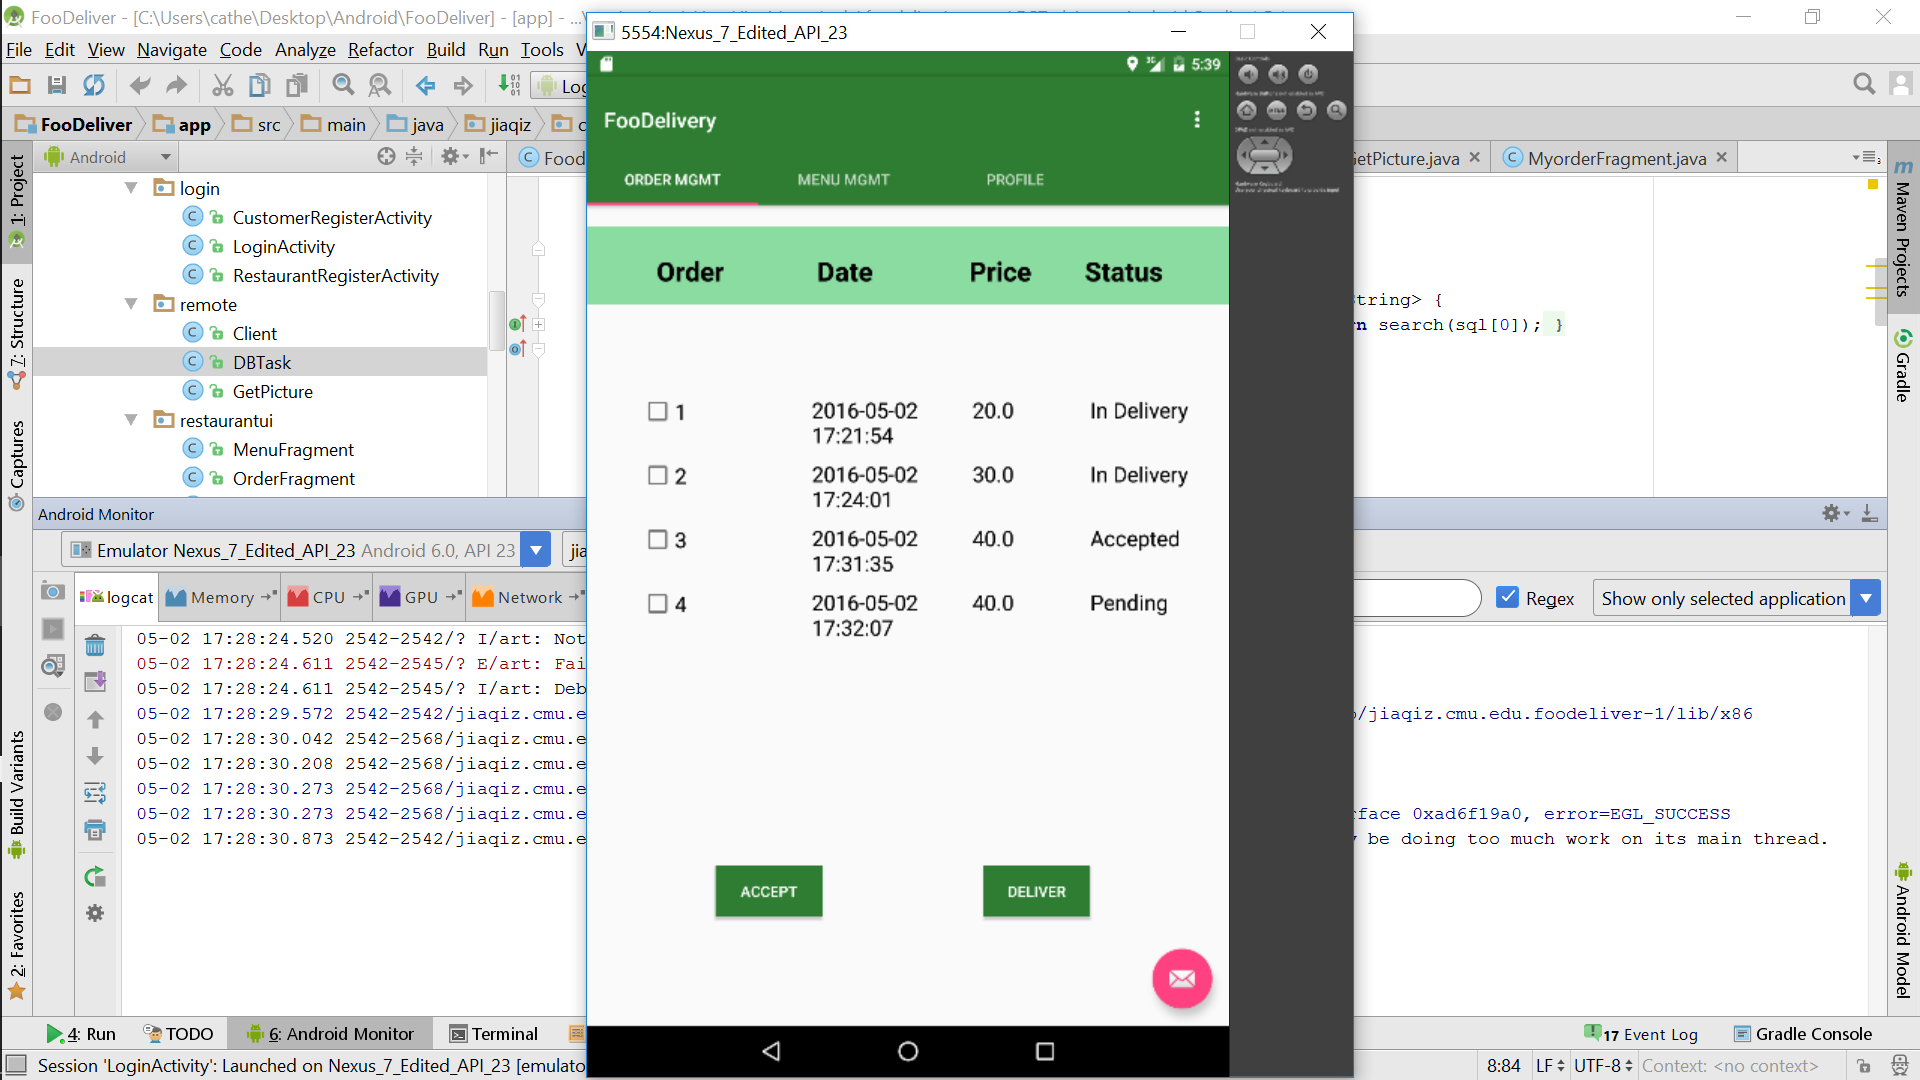 FooDeliver - [C:\Users\cathe\Desktop\Android\FooDeliver] - [app] - ...\
File Edit View Navigate Code Analyze Refactor Build Run Tools V
Log
FooDeliver app src main java jiaqiz c
Android
Food
GetPicture.java MyorderFragment.java
1: Project
7: Structure
Captures
Build Variants
2: Favorites
login
CustomerRegisterActivity
LoginActivity
RestaurantRegisterActivity
remote
Client
DBTask
GetPicture
restaurantui
MenuFragment
OrderFragment
String> {
rn search(sql[0]); }
m Maven Projects
Gradle
Android Model
5554:Nexus_7_Edited_API_23
5:39
FooDelivery
ORDER MGMT MENU MGMT PROFILE
Order Date Price Status
1 2016-05-02 17:21:54 20.0 In Delivery
2 2016-05-02 17:24:01 30.0 In Delivery
3 2016-05-02 17:31:35 40.0 Accepted
4 2016-05-02 17:32:07 40.0 Pending
ACCEPT DELIVER
Android Monitor
Emulator Nexus_7_Edited_API_23 Android 6.0, API 23
jia
logcat Memory CPU GPU Network
Regex Show only selected application
05-02 17:28:24.520 2542-2542/? I/art: Not
05-02 17:28:24.611 2542-2545/? E/art: Fai
05-02 17:28:24.611 2542-2545/? I/art: Deb
05-02 17:28:29.572 2542-2542/jiaqiz.cmu.e
/jiaqiz.cmu.edu.foodeliver-1/lib/x86
05-02 17:28:30.042 2542-2568/jiaqiz.cmu.e
05-02 17:28:30.208 2542-2568/jiaqiz.cmu.e
05-02 17:28:30.273 2542-2568/jiaqiz.cmu.e
05-02 17:28:30.273 2542-2568/jiaqiz.cmu.e
rface 0xad6f19a0, error=EGL_SUCCESS
05-02 17:28:30.873 2542-2542/jiaqiz.cmu.e
y be doing too much work on its main thread.
4: Run TODO 6: Android Monitor Terminal
17 Event Log Gradle Console
Session 'LoginActivity': Launched on Nexus_7_Edited_API_23 [emulato
8:84 LF UTF-8 Context: <no context>